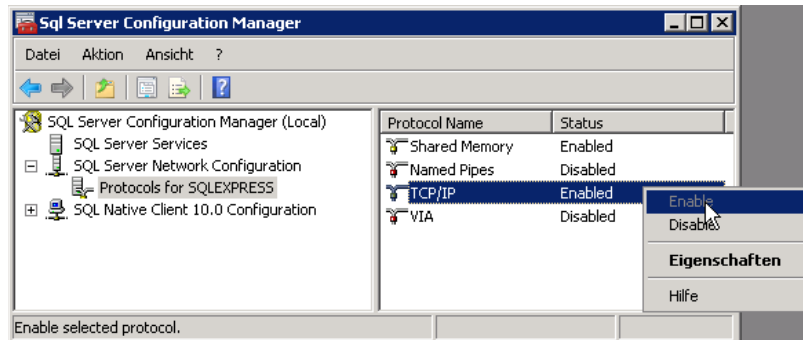 Sql Server Configuration Manager
Datei Aktion Ansicht ?
SQL Server Configuration Manager (Local)
SQL Server Services
SQL Server Network Configuration
Protocols for SQLEXPRESS
SQL Native Client 10.0 Configuration
Protocol Name Status
Shared Memory Enabled
Named Pipes Disabled
TCP/IP Enabled
VIA Disabled
Enable
Disable
Eigenschaften
Hilfe
Enable selected protocol.